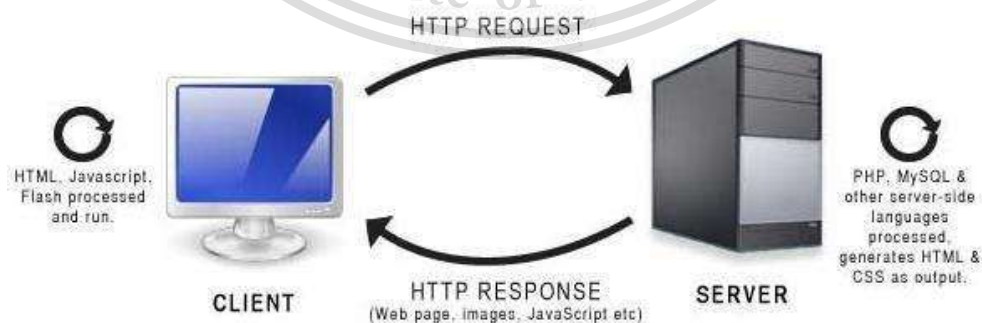 HTTP REQUEST
HTML, Javascript,
Flash processed
and run.
PHP, MySQL &
other server-side
languages
processed,
generates HTML &
CSS as output.
CLIENT
HTTP RESPONSE
(Web page, images, JavaScript etc)
SERVER